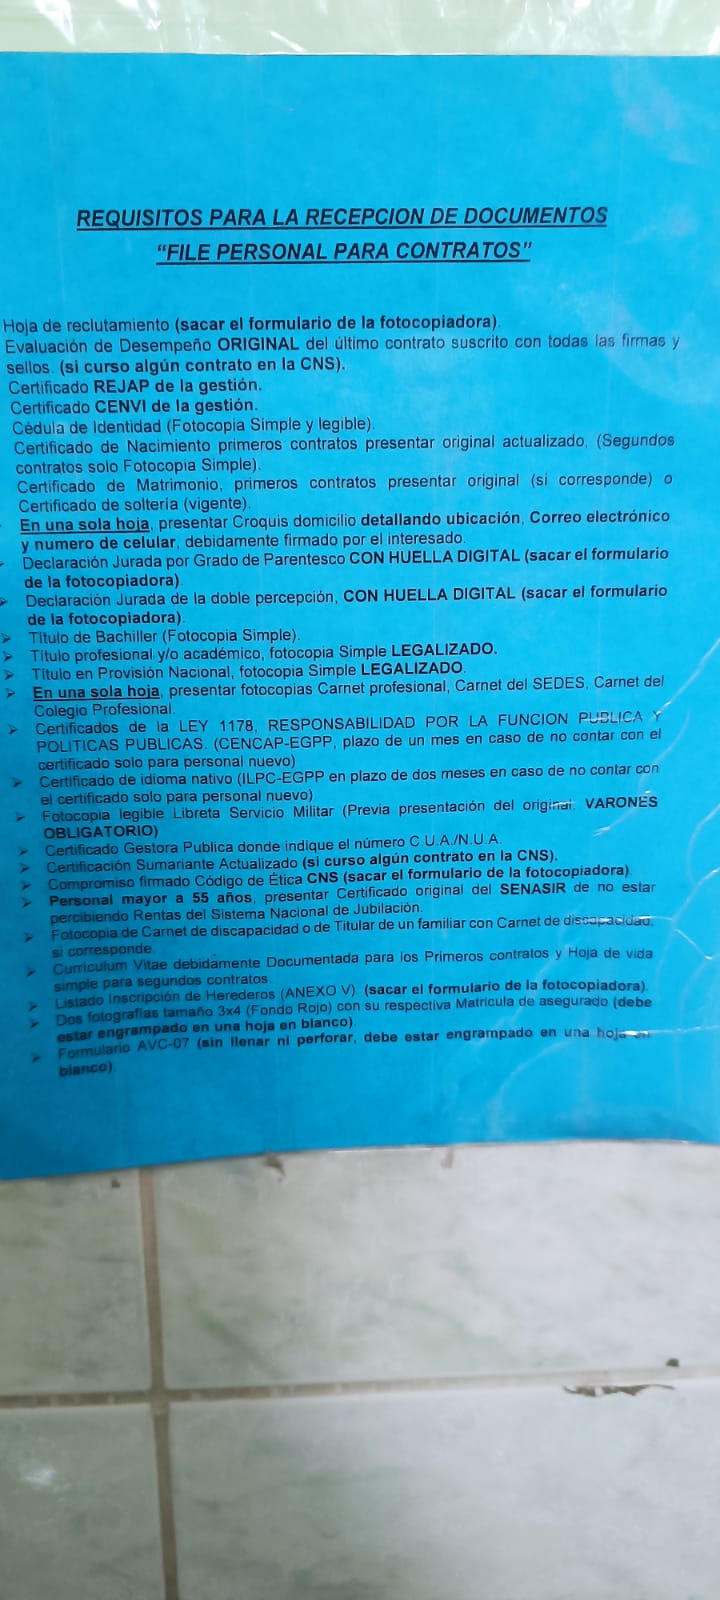 REQUISITOS PARA LA RECEPCION DE DOCUMENTOS
“FILE PERSONAL PARA CONTRATOS”
Hoja de reclutamiento (sacar el formulario de la fotocopiadora).
Evaluación de Desempeño ORIGINAL del último contrato suscrito con todas las firmas y
sellos. (si curso algún contrato en la CNS).
Certificado REJAP de la gestión.
Certificado CENVI de la gestión.
Cédula de Identidad (Fotocopia Simple y legible).
Certificado de Nacimiento primeros contratos presentar original actualizado, (Segundos
contratos solo Fotocopia Simple).
Certificado de Matrimonio, primeros contratos presentar original (si corresponde) o
Certificado de soltería (vigente).
En una sola hoja, presentar Croquis domicilio detallando ubicación, Correo electrónico
y numero de celular, debidamente firmado por el interesado.
➢ Declaración Jurada por Grado de Parentesco CON HUELLA DIGITAL (sacar el formulario
de la fotocopiadora).
➢ Declaración Jurada de la doble percepción, CON HUELLA DIGITAL (sacar el formulario
de la fotocopiadora).
➢ Título de Bachiller (Fotocopia Simple).
➢ Título profesional y/o académico, fotocopia Simple LEGALIZADO.
➢ Título en Provisión Nacional, fotocopia Simple LEGALIZADO.
➢ En una sola hoja, presentar fotocopias Carnet profesional, Carnet del SEDES, Carnet del
Colegio Profesional.
➢ Certificados de la LEY 1178, RESPONSABILIDAD POR LA FUNCION PUBLICA Y
POLITICAS PUBLICAS. (CENCAP-EGPP, plazo de un mes en caso de no contar con el
certificado solo para personal nuevo)
➢ Certificado de idioma nativo (ILPC-EGPP en plazo de dos meses en caso de no contar con
el certificado solo para personal nuevo)
➢ Fotocopia legible Libreta Servicio Militar (Previa presentación del original: VARONES
OBLIGATORIO)
➢ Certificado Gestora Publica donde indique el número C.U.A./N.U.A.
➢ Certificación Sumariante Actualizado (si curso algún contrato en la CNS).
➢ Compromiso firmado Código de Ética CNS (sacar el formulario de la fotocopiadora).
➢ Personal mayor a 55 años, presentar Certificado original del SENASIR de no estar
percibiendo Rentas del Sistema Nacional de Jubilación.
➢ Fotocopia de Carnet de discapacidad o de Titular de un familiar con Carnet de discapacidad,
si corresponde.
➢ Curriculum Vitae debidamente Documentada para los Primeros contratos y Hoja de vida
simple para segundos contratos.
➢ Listado Inscripción de Herederos (ANEXO V). (sacar el formulario de la fotocopiadora).
➢ Dos fotografías tamaño 3x4 (Fondo Rojo) con su respectiva Matricula de asegurado (debe
estar engrampado en una hoja en blanco).
➢ Formulario AVC-07 (sin llenar ni perforar, debe estar engrampado en una hoja en
blanco).